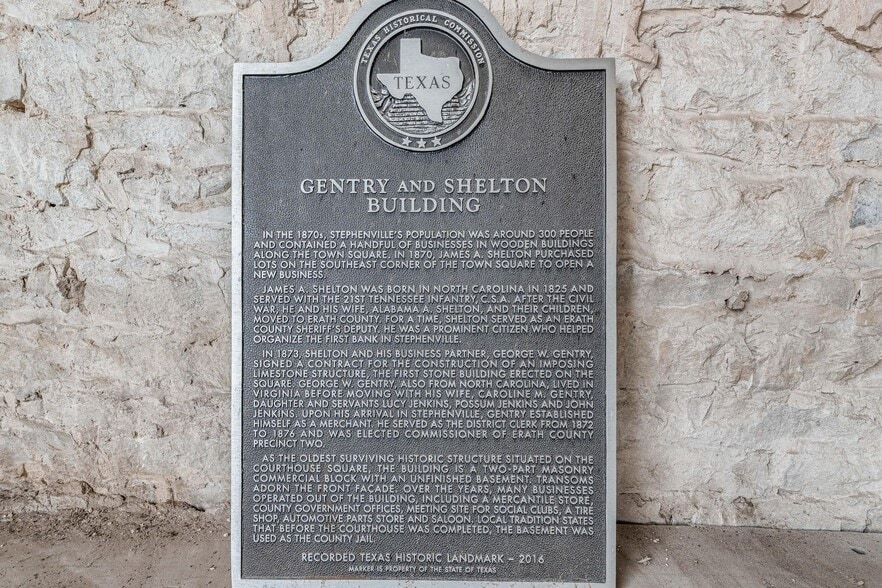 TEXAS HISTORICAL COMMISSION
TEXAS
GENTRY AND SHELTON
BUILDING
IN THE 1870s, STEPHENVILLE'S POPULATION WAS AROUND 300 PEOPLE
AND CONTAINED A HANDFUL OF BUSINESSES IN WOODEN BUILDINGS
ALONG THE TOWN SQUARE. IN 1870, JAMES A. SHELTON PURCHASED
LOTS ON THE SOUTHEAST CORNER OF THE TOWN SQUARE TO OPEN A
NEW BUSINESS.
JAMES A. SHELTON WAS BORN IN NORTH CAROLINA IN 1825 AND
SERVED WITH THE 21ST TENNESSEE INFANTRY, C.S.A. AFTER THE CIVIL
WAR, HE AND HIS WIFE, ALABAMA A. SHELTON, AND THEIR CHILDREN,
MOVED TO ERATH COUNTY. FOR A TIME, SHELTON SERVED AS AN ERATH
COUNTY SHERIFF'S DEPUTY. HE WAS A PROMINENT CITIZEN WHO HELPED
ORGANIZE THE FIRST BANK IN STEPHENVILLE.
IN 1873, SHELTON AND HIS BUSINESS PARTNER, GEORGE W. GENTRY,
SIGNED A CONTRACT FOR THE CONSTRUCTION OF AN IMPOSING
LIMESTONE STRUCTURE, THE FIRST STONE BUILDING ERECTED ON THE
SQUARE. GEORGE W. GENTRY, ALSO FROM NORTH CAROLINA, LIVED IN
VIRGINIA BEFORE MOVING WITH HIS WIFE, CAROLINE M. GENTRY,
DAUGHTER AND SERVANTS LUCY JENKINS, POSSUM JENKINS AND JOHN
JENKINS. UPON HIS ARRIVAL IN STEPHENVILLE, GENTRY ESTABLISHED
HIMSELF AS A MERCHANT. HE SERVED AS THE DISTRICT CLERK FROM 1872
TO 1876 AND WAS ELECTED COMMISSIONER OF ERATH COUNTY
PRECINCT TWO.
AS THE OLDEST SURVIVING HISTORIC STRUCTURE SITUATED ON THE
COURTHOUSE SQUARE, THE BUILDING IS A TWO-PART MASONRY
COMMERCIAL BLOCK WITH AN UNFINISHED BASEMENT. TRANSOMS
ADORN THE FRONT FAÇADE. OVER THE YEARS, MANY BUSINESSES
OPERATED OUT OF THE BUILDING, INCLUDING A MERCANTILE STORE,
COUNTY GOVERNMENT OFFICES, MEETING SITE FOR SOCIAL CLUBS, A TIRE
SHOP, AUTOMOTIVE PARTS STORE AND SALOON. LOCAL TRADITION STATES
THAT BEFORE THE COURTHOUSE WAS COMPLETED, THE BASEMENT WAS
USED AS THE COUNTY JAIL.
RECORDED TEXAS HISTORIC LANDMARK – 2016
MARKER IS PROPERTY OF THE STATE OF TEXAS